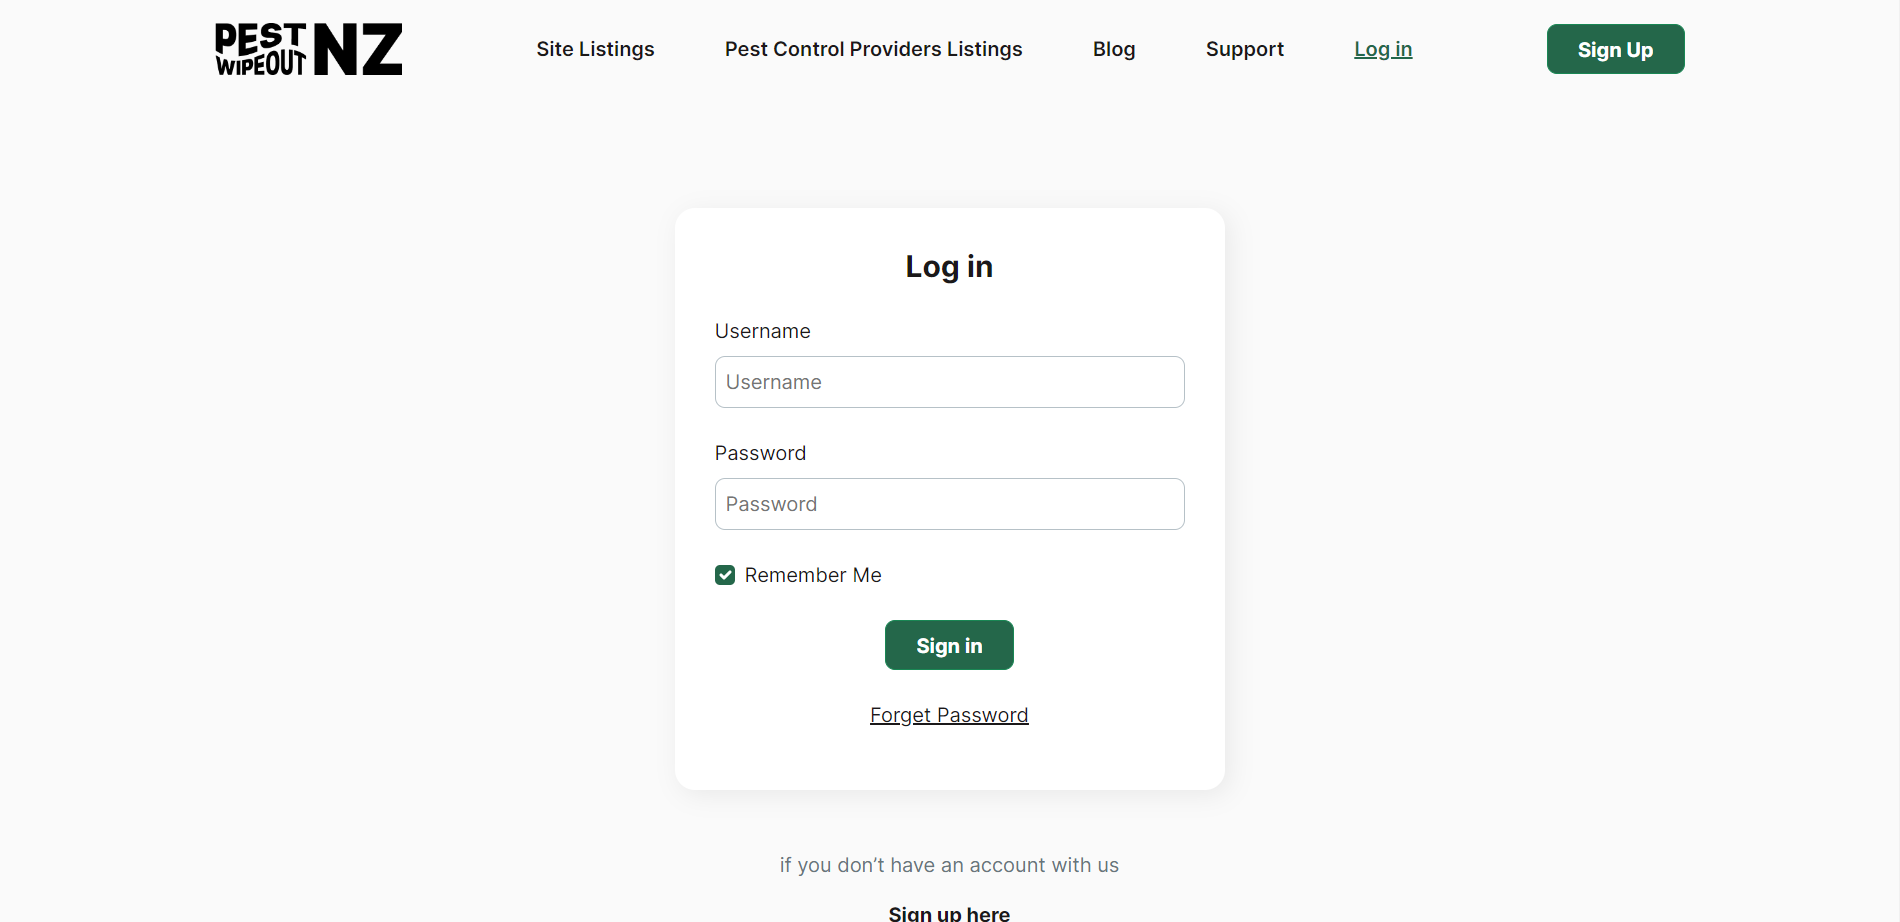 PEST WIPEOUT NZ
Site Listings
Pest Control Providers Listings
Blog
Support
Log in
Sign Up
Log in
Username
Username
Password
Password
Remember Me
Sign in
Forget Password
if you don’t have an account with us
Sign up here